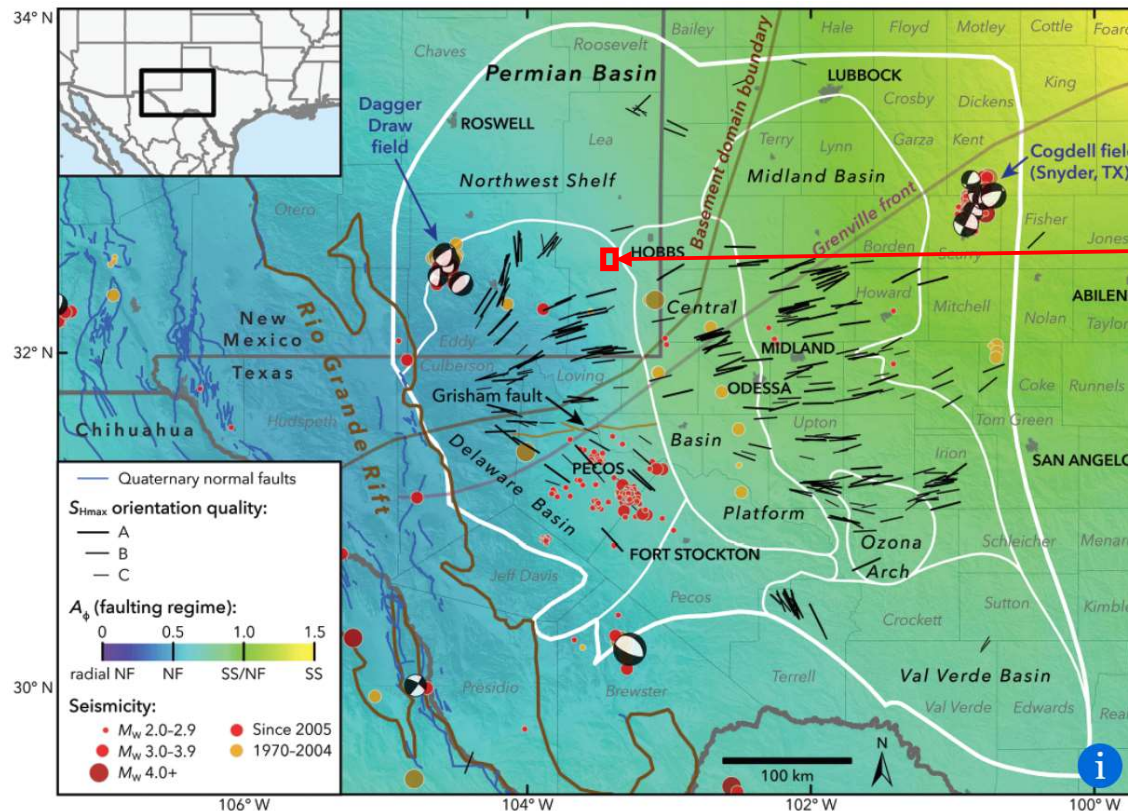 34° N
32° N
30° N
106° W
104° W
102° W
100° W
Chaves
Roosevelt
Bailey
Hale
Floyd
Motley
Cottle
Foard
Permian Basin
LUBBOCK
King
Dagger
Draw
field
ROSWELL
Crosby
Dickens
Lea
Terry
Lynn
Garza
Kent
Basement domain boundary
Cogdell field
(Snyder, TX)
Northwest Shelf
Midland Basin
Grenville front
Otero
Fisher
HOBBS
Borden
Scurry
Jones
Howard
Mitchell
ABILEN
Central
Nolan
Taylor
New
Mexico
Texas
Eddy
Culberson
Loving
MIDLAND
Rio Grande Rift
Grisham fault
ODESSA
Coke
Runnels
Hudspeth
Tom Green
Chihuahua
Upton
Basin
PECOS
Irion
SAN ANGELO
Delaware
Basin
Platform
FORT STOCKTON
Ozona
Arch
Schleicher
Menar
Jeff Davis
Pecos
Crockett
Sutton
Kimble
Val Verde Basin
Presidio
Brewster
Terrell
Val Verde
Edwards
Rea
Quaternary normal faults
SHmax orientation quality:
A
B
C
Aϕ (faulting regime):
0 0.5 1.0 1.5
radial NF NF SS/NF SS
Seismicity:
Mw 2.0-2.9
Mw 3.0-3.9
Mw 4.0+
Since 2005
1970-2004
100 km
N
i